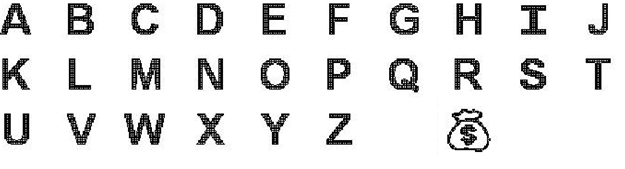 A B C D E F G H I J
K L M N O P Q R S T
U V W X Y Z $